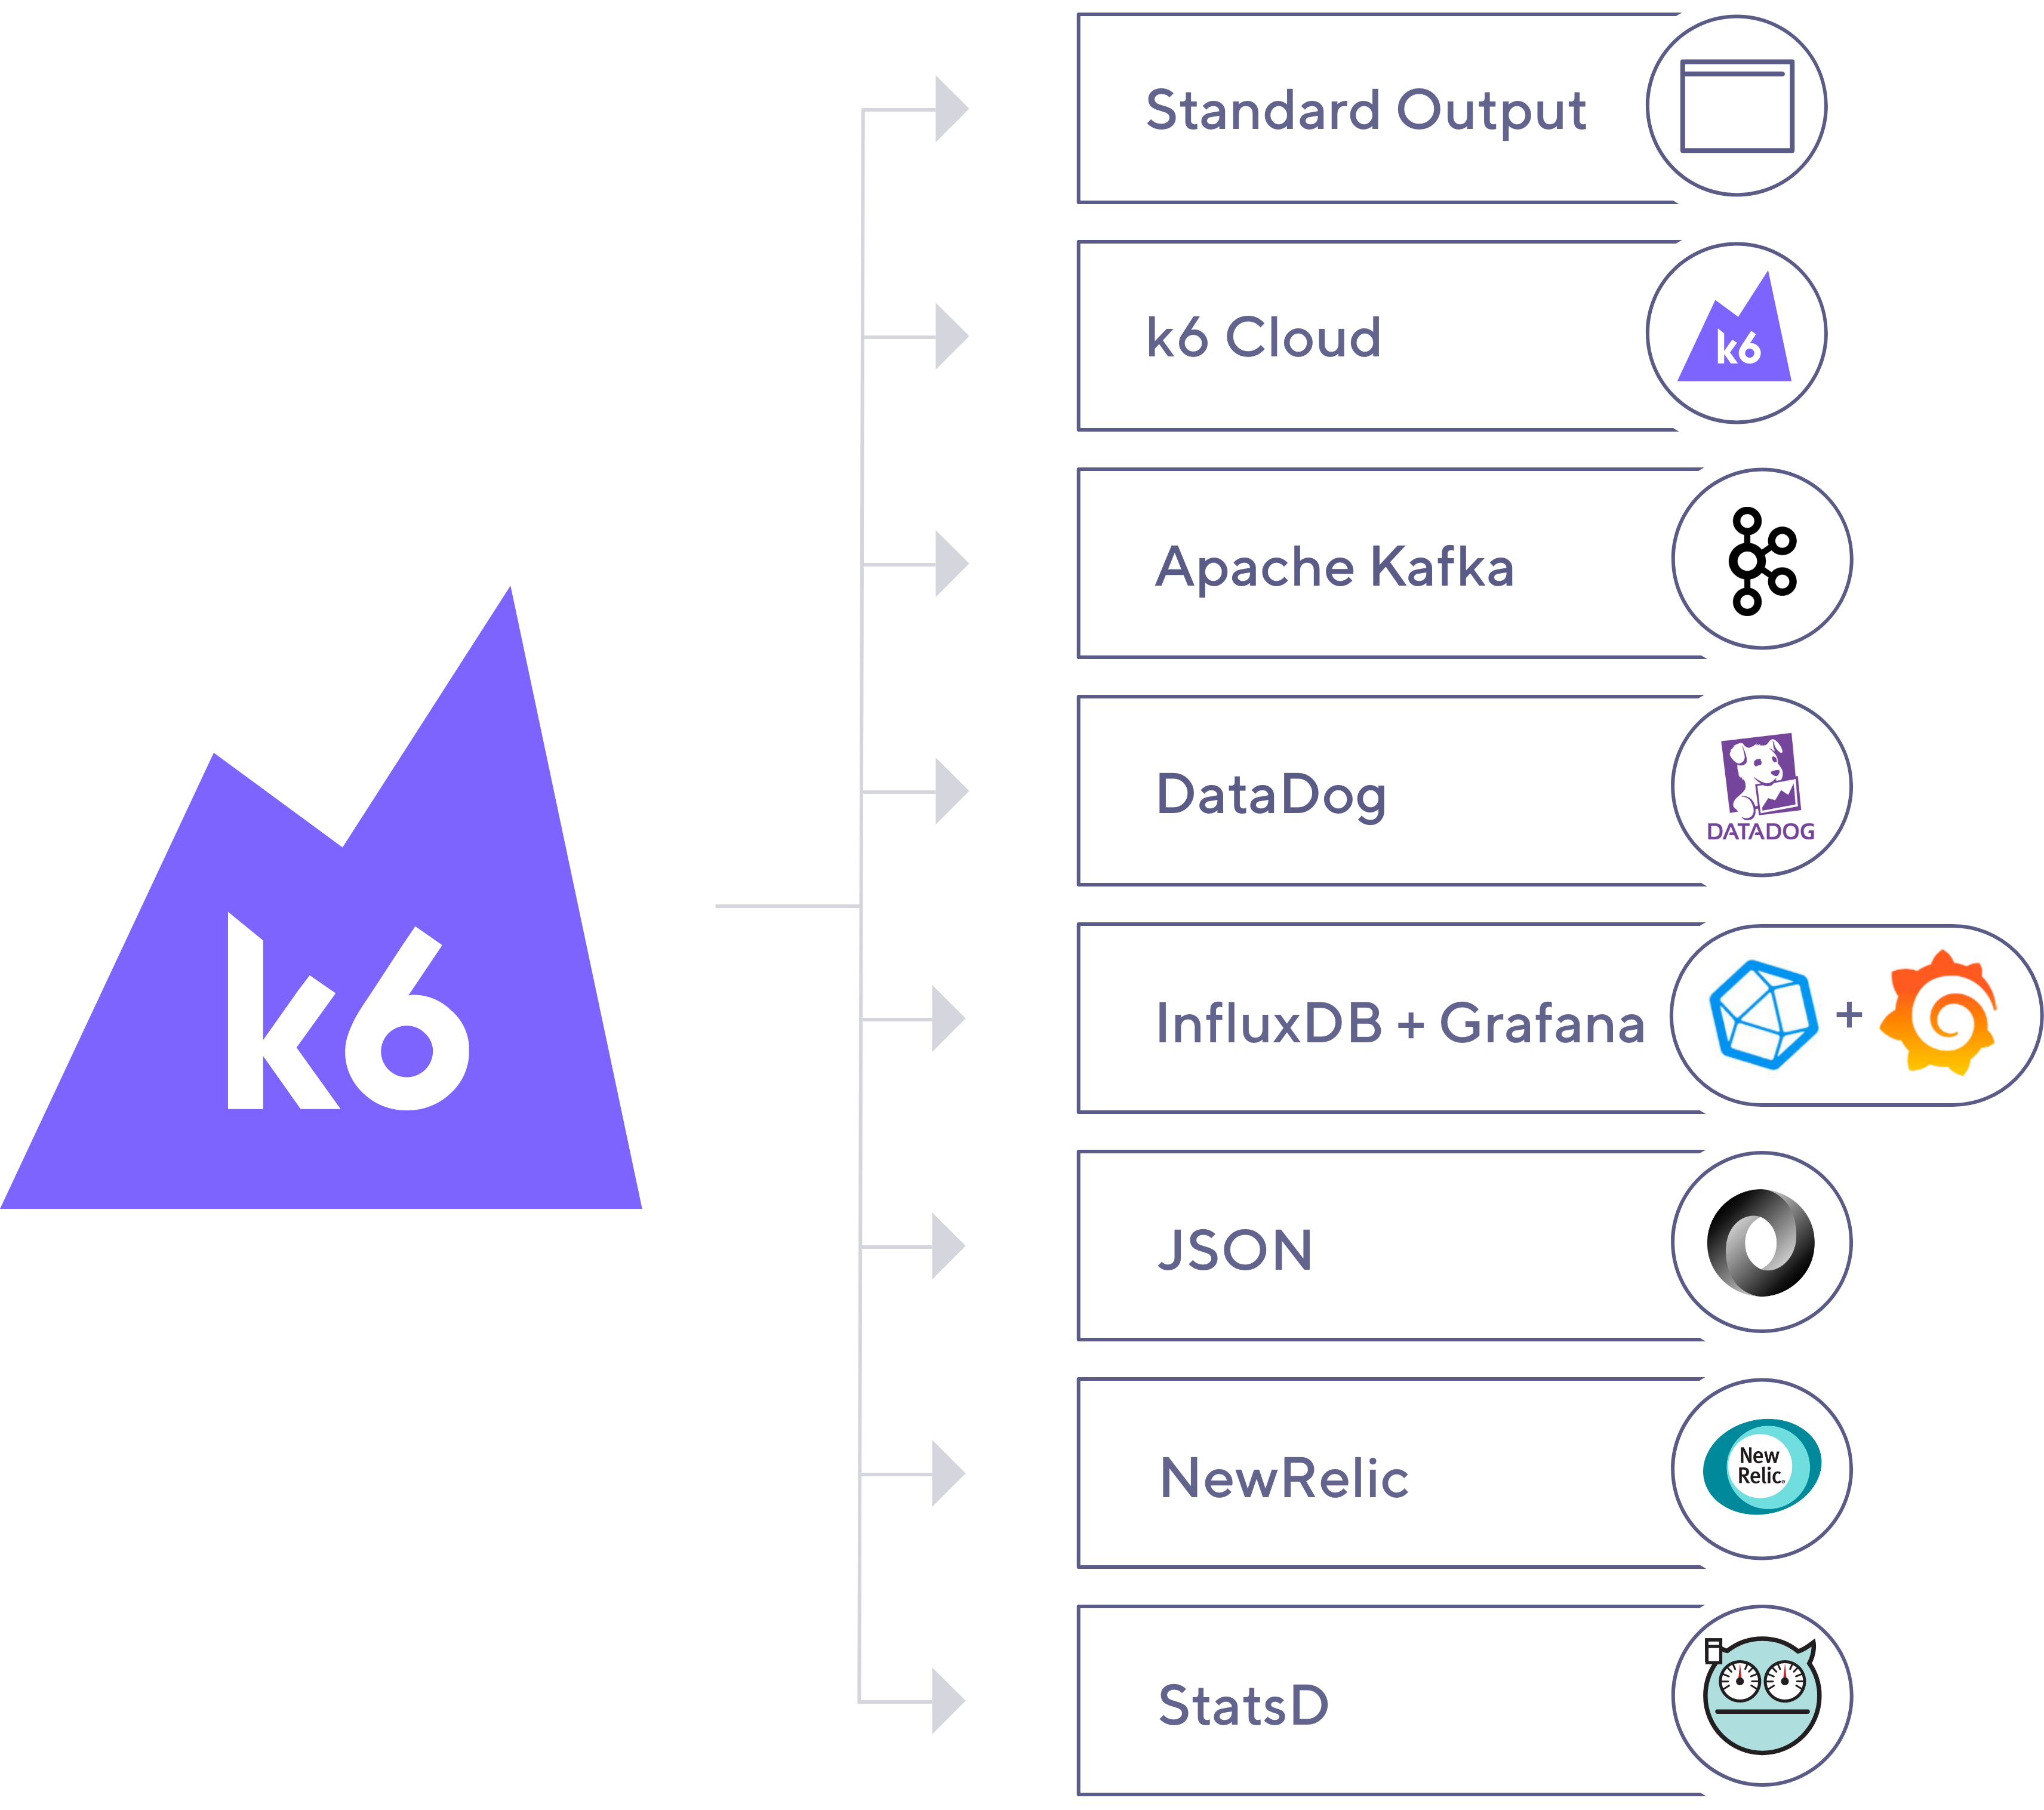 Standard Output
k6 Cloud
k6
Apache Kafka
DataDog
DATADOG
k6
InfluxDB + Grafana
+
JSON
NewRelic
New
Relic.
StatsD